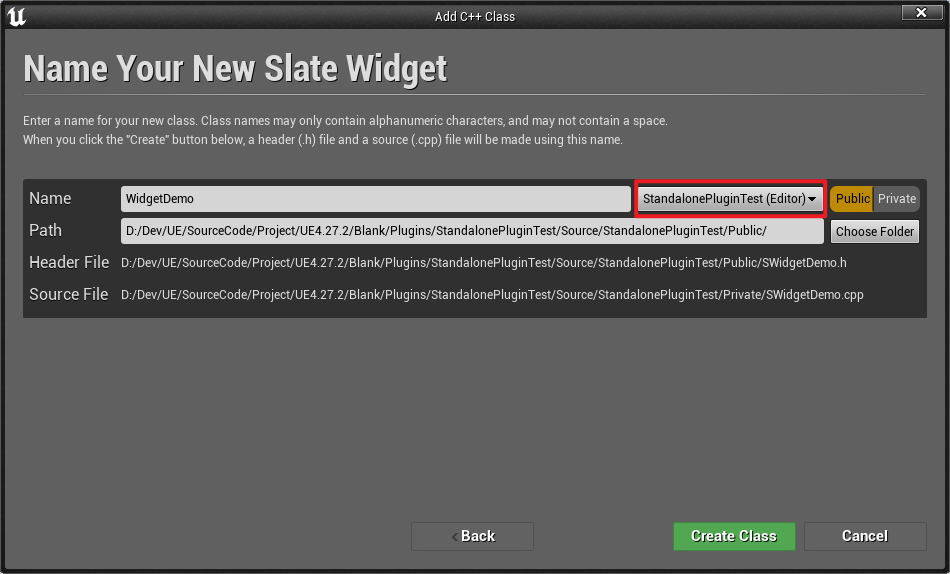 Add C++ Class
Name Your New Slate Widget
Enter a name for your new class. Class names may only contain alphanumeric characters, and may not contain a space.
When you click the "Create" button below, a header (.h) file and a source (.cpp) file will be made using this name.
Name WidgetDemo StandalonePluginTest (Editor) Public Private
Path D:/Dev/UE/SourceCode/Project/UE4.27.2/Blank/Plugins/StandalonePluginTest/Source/StandalonePluginTest/Public/ Choose Folder
Header File D:/Dev/UE/SourceCode/Project/UE4.27.2/Blank/Plugins/StandalonePluginTest/Source/StandalonePluginTest/Public/SWidgetDemo.h
Source File D:/Dev/UE/SourceCode/Project/UE4.27.2/Blank/Plugins/StandalonePluginTest/Source/StandalonePluginTest/Private/SWidgetDemo.cpp
Back Create Class Cancel